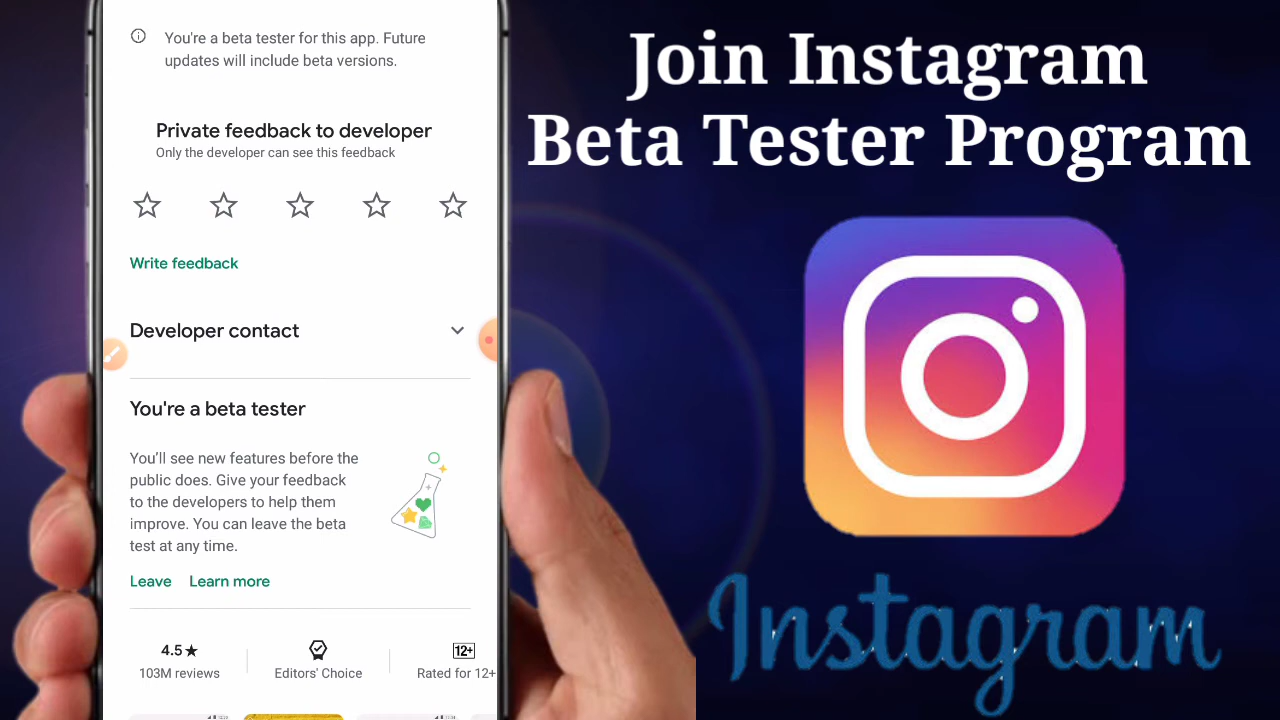 You're a beta tester for this app. Future
updates will include beta versions.
Private feedback to developer
Only the developer can see this feedback
Write feedback
Developer contact
You're a beta tester
You'll see new features before the
public does. Give your feedback
to the developers to help them
improve. You can leave the beta
test at any time.
Leave Learn more
4.5★ 12+
103M reviews Editors' Choice Rated for 12+
Join Instagram
Beta Tester Program
Instagram